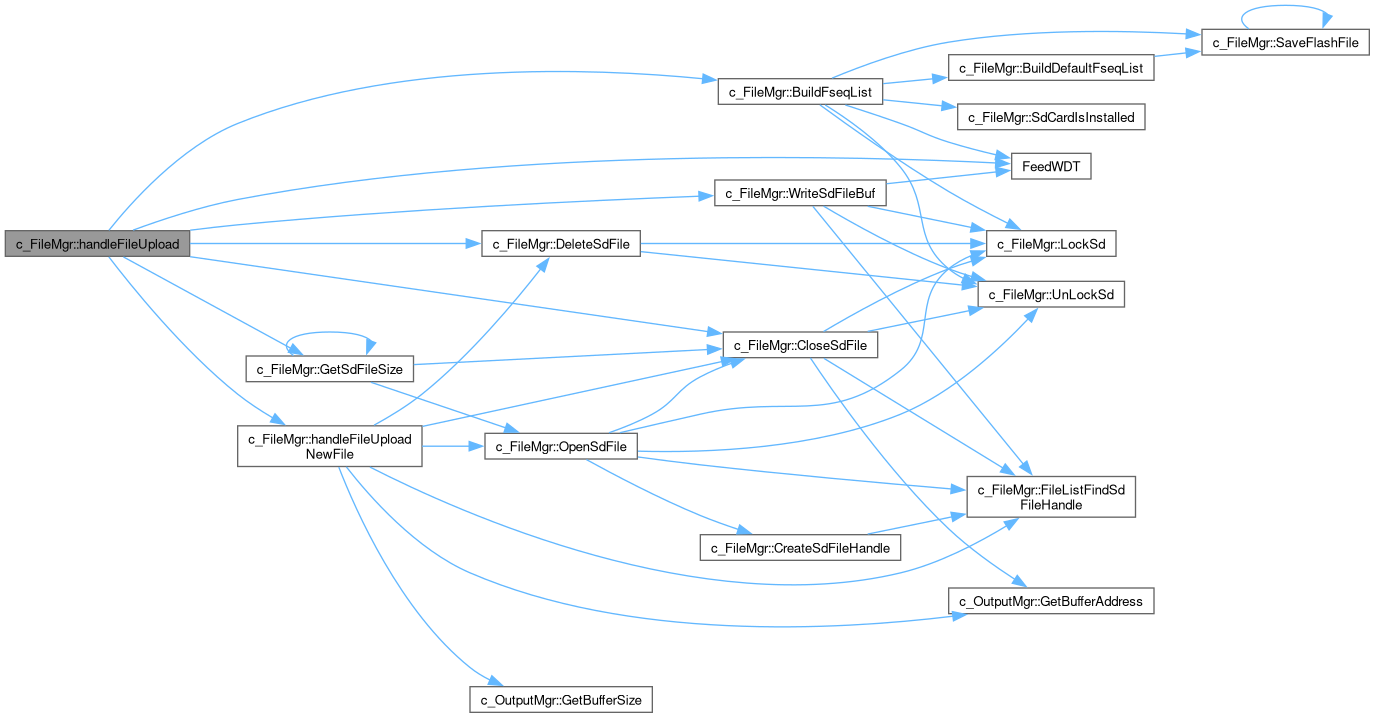 c_FileMgr::SaveFlashFile
c_FileMgr::BuildDefaultFseqList
c_FileMgr::BuildFseqList
c_FileMgr::SdCardIsInstalled
FeedWDT
c_FileMgr::WriteSdFileBuf
c_FileMgr::handleFileUpload
c_FileMgr::DeleteSdFile
c_FileMgr::LockSd
c_FileMgr::UnLockSd
c_FileMgr::CloseSdFile
c_FileMgr::GetSdFileSize
c_FileMgr::handleFileUpload
NewFile
c_FileMgr::OpenSdFile
c_FileMgr::FileListFindSd
FileHandle
c_FileMgr::CreateSdFileHandle
c_OutputMgr::GetBufferAddress
c_OutputMgr::GetBufferSize